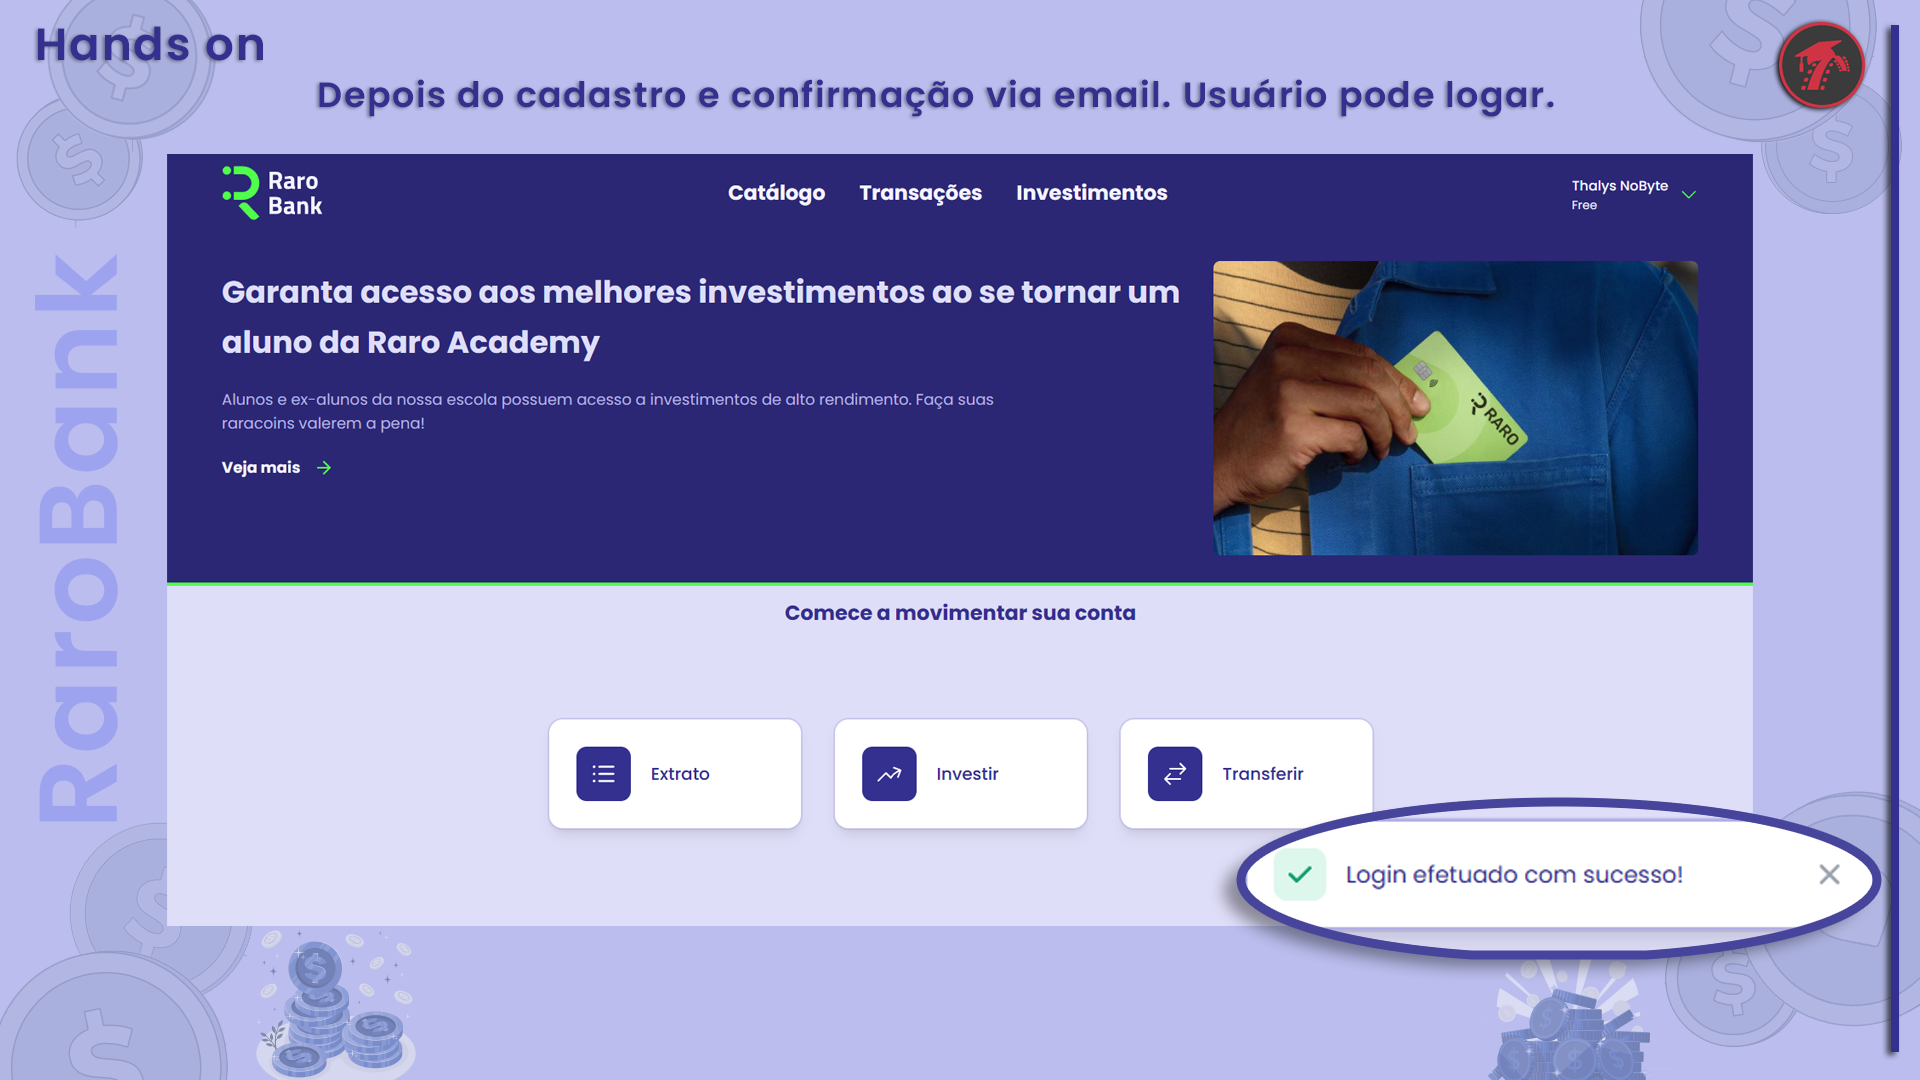 Hands on
Depois do cadastro e confirmação via email. Usuário pode logar.
RaroBank
Raro
Bank
Catálogo
Transações
Investimentos
Thalys NoByte
Free
Garanta acesso aos melhores investimentos ao se tornar um
aluno da Raro Academy
Alunos e ex-alunos da nossa escola possuem acesso a investimentos de alto rendimento. Faça suas
raracoins valerem a pena!
Veja mais
RARO
Comece a movimentar sua conta
Extrato
Investir
Transferir
Login efetuado com sucesso!